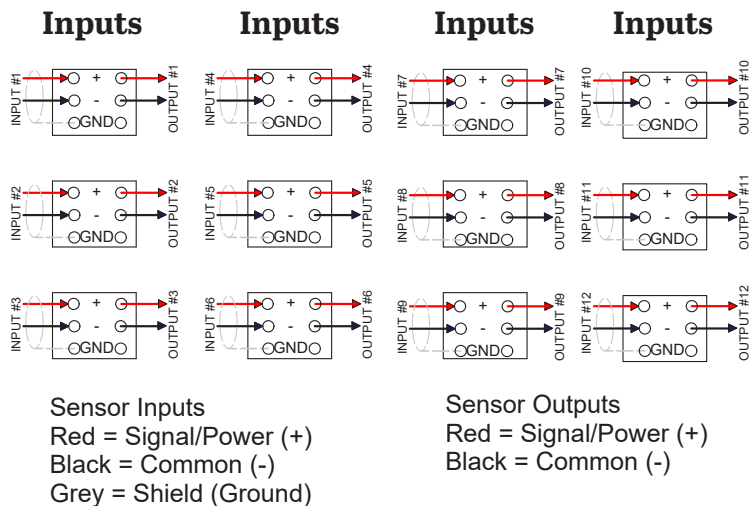 Inputs
Inputs
Inputs
Inputs
INPUT #1
+
-
GND
OUTPUT #1
INPUT #4
+
-
GND
OUTPUT #4
INPUT #7
+
-
GND
OUTPUT #7
INPUT #10
+
-
GND
OUTPUT #10
INPUT #2
+
-
GND
OUTPUT #2
INPUT #5
+
-
GND
OUTPUT #5
INPUT #8
+
-
GND
OUTPUT #8
INPUT #11
+
-
GND
OUTPUT #11
INPUT #3
+
-
GND
OUTPUT #3
INPUT #6
+
-
GND
OUTPUT #6
INPUT #9
+
-
GND
OUTPUT #9
INPUT #12
+
-
GND
OUTPUT #12
Sensor Inputs
Red = Signal/Power (+)
Black = Common (-)
Grey = Shield (Ground)
Sensor Outputs
Red = Signal/Power (+)
Black = Common (-)